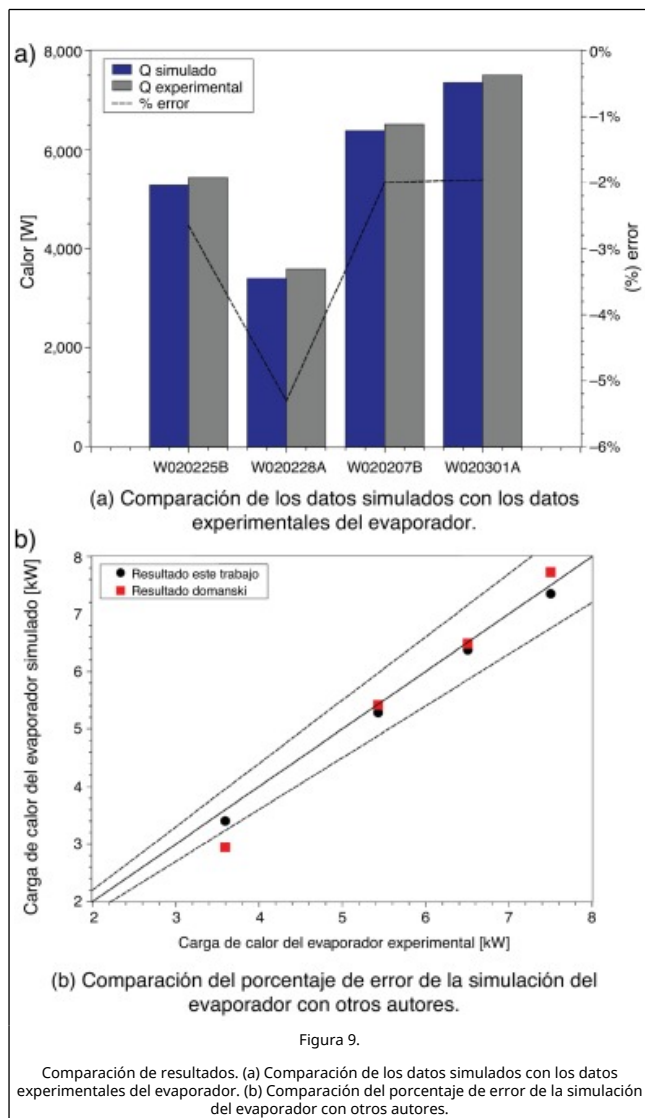 a)
8,000
6,000
4,000
2,000
0
Calor [W]
Q simulado
Q experimental
% error
0%
−1%
−2%
−3%
−4%
−5%
−6%
(%) error
W020225B W020228A W020207B W020301A
(a) Comparación de los datos simulados con los datos
experimentales del evaporador.
b)
8
7
6
5
4
3
2
Carga de calor del evaporador simulado [kW]
Resultado este trabajo
Resultado domanski
2 3 4 5 6 7 8
Carga de calor del evaporador experimental [kW]
(b) Comparación del porcentaje de error de la simulación del
evaporador con otros autores.
Figura 9.
Comparación de resultados. (a) Comparación de los datos simulados con los datos
experimentales del evaporador. (b) Comparación del porcentaje de error de la simulación
del evaporador con otros autores.